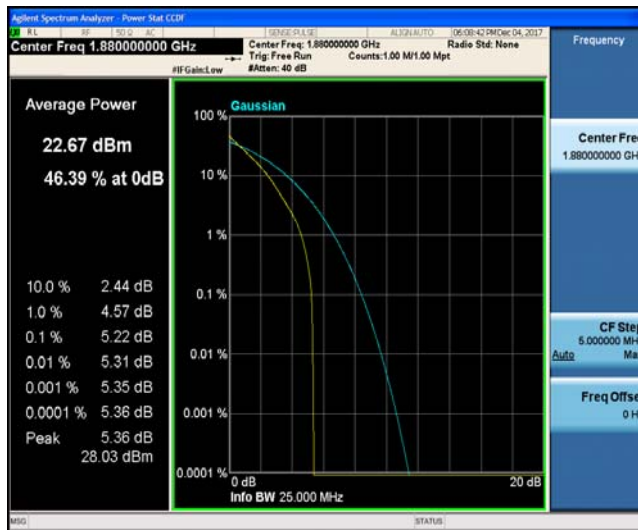 Agilent Spectrum Analyzer - Power Stat CCDF
RL RF 50 Ω AC SENSE:PULSE ALIGN AUTO 06:08:42 PM Dec 04, 2017
Center Freq 1.880000000 GHz
Center Freq: 1.880000000 GHz Radio Std: None
Trig: Free Run Counts:1.00 M/1.00 Mpt
#IFGain:Low #Atten: 40 dB
Frequency
Average Power
22.67 dBm
46.39 % at 0dB
10.0 % 2.44 dB
1.0 % 4.57 dB
0.1 % 5.22 dB
0.01 % 5.31 dB
0.001 % 5.35 dB
0.0001 % 5.36 dB
Peak 5.36 dB
28.03 dBm
Gaussian
100 %
10 %
1 %
0.1 %
0.01 %
0.001 %
0.0001 %
0 dB 20 dB
Info BW 25.000 MHz
Center Fre
1.880000000 GH
CF Step
5.000000 MH
Auto Ma
Freq Offse
0 H
MSG STATUS